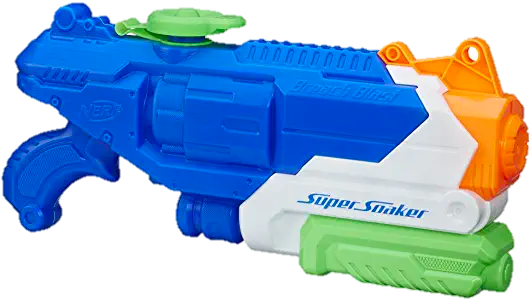 Breach Blast
NERF
Super Soaker